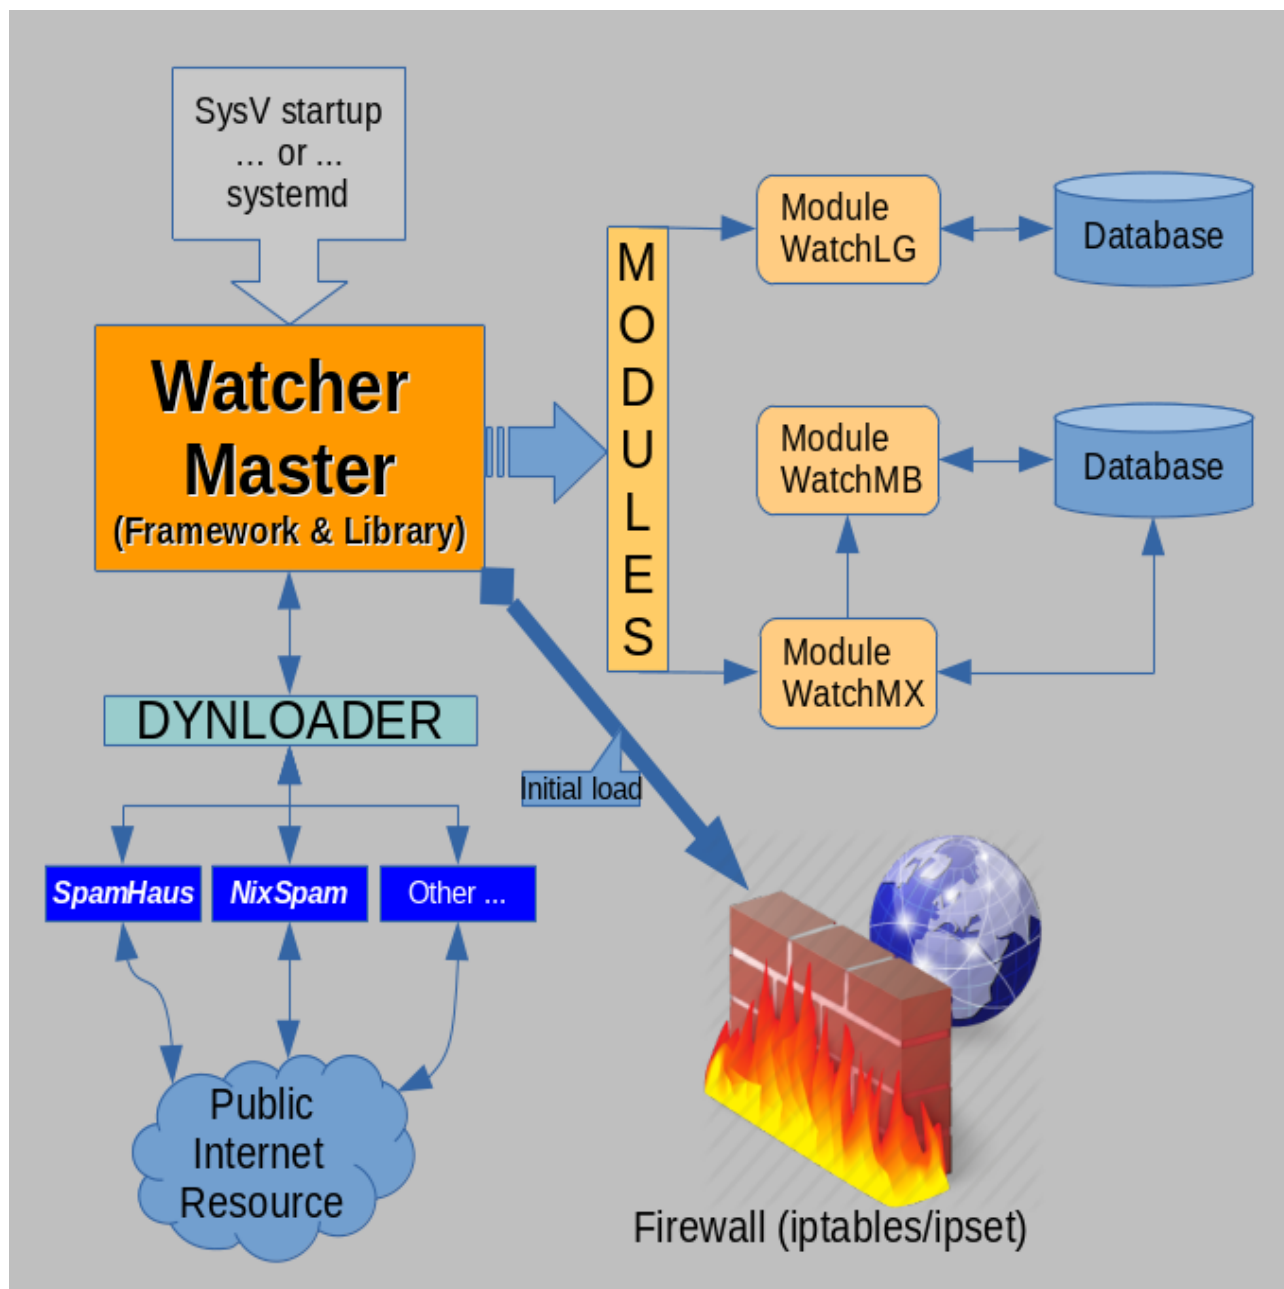 SysV startup
... or ...
systemd
Watcher
Master
(Framework & Library)
MODULES
Module
WatchLG
Database
Module
WatchMB
Database
Module
WatchMX
DYNLOADER
Initial load
SpamHaus
NixSpam
Other ...
Public
Internet
Resource
Firewall (iptables/ipset)